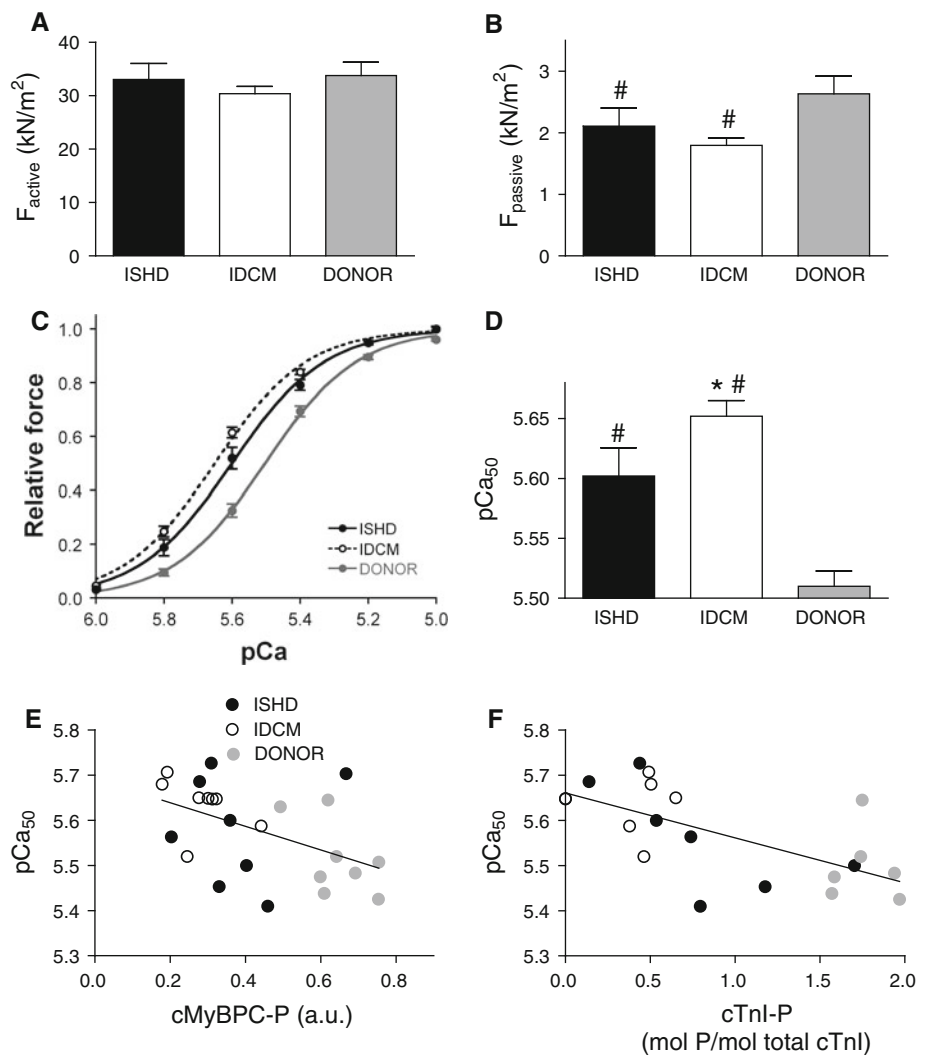 A
F_active (kN/m²)
40
30
20
10
0
ISHD IDCM DONOR
B
F_passive (kN/m²)
3
2
1
0
# #
ISHD IDCM DONOR
C
Relative force
1.0
0.8
0.6
0.4
0.2
0.0
6.0 5.8 5.6 5.4 5.2 5.0
pCa
ISHD
IDCM
DONOR
D
pCa₅₀
5.65
5.60
5.55
5.50
# * #
ISHD IDCM DONOR
E
pCa₅₀
5.8
5.7
5.6
5.5
5.4
5.3
0.0 0.2 0.4 0.6 0.8
cMyBPC-P (a.u.)
ISHD
IDCM
DONOR
F
pCa₅₀
5.8
5.7
5.6
5.5
5.4
5.3
0.0 0.5 1.0 1.5 2.0
cTnI-P
(mol P/mol total cTnI)